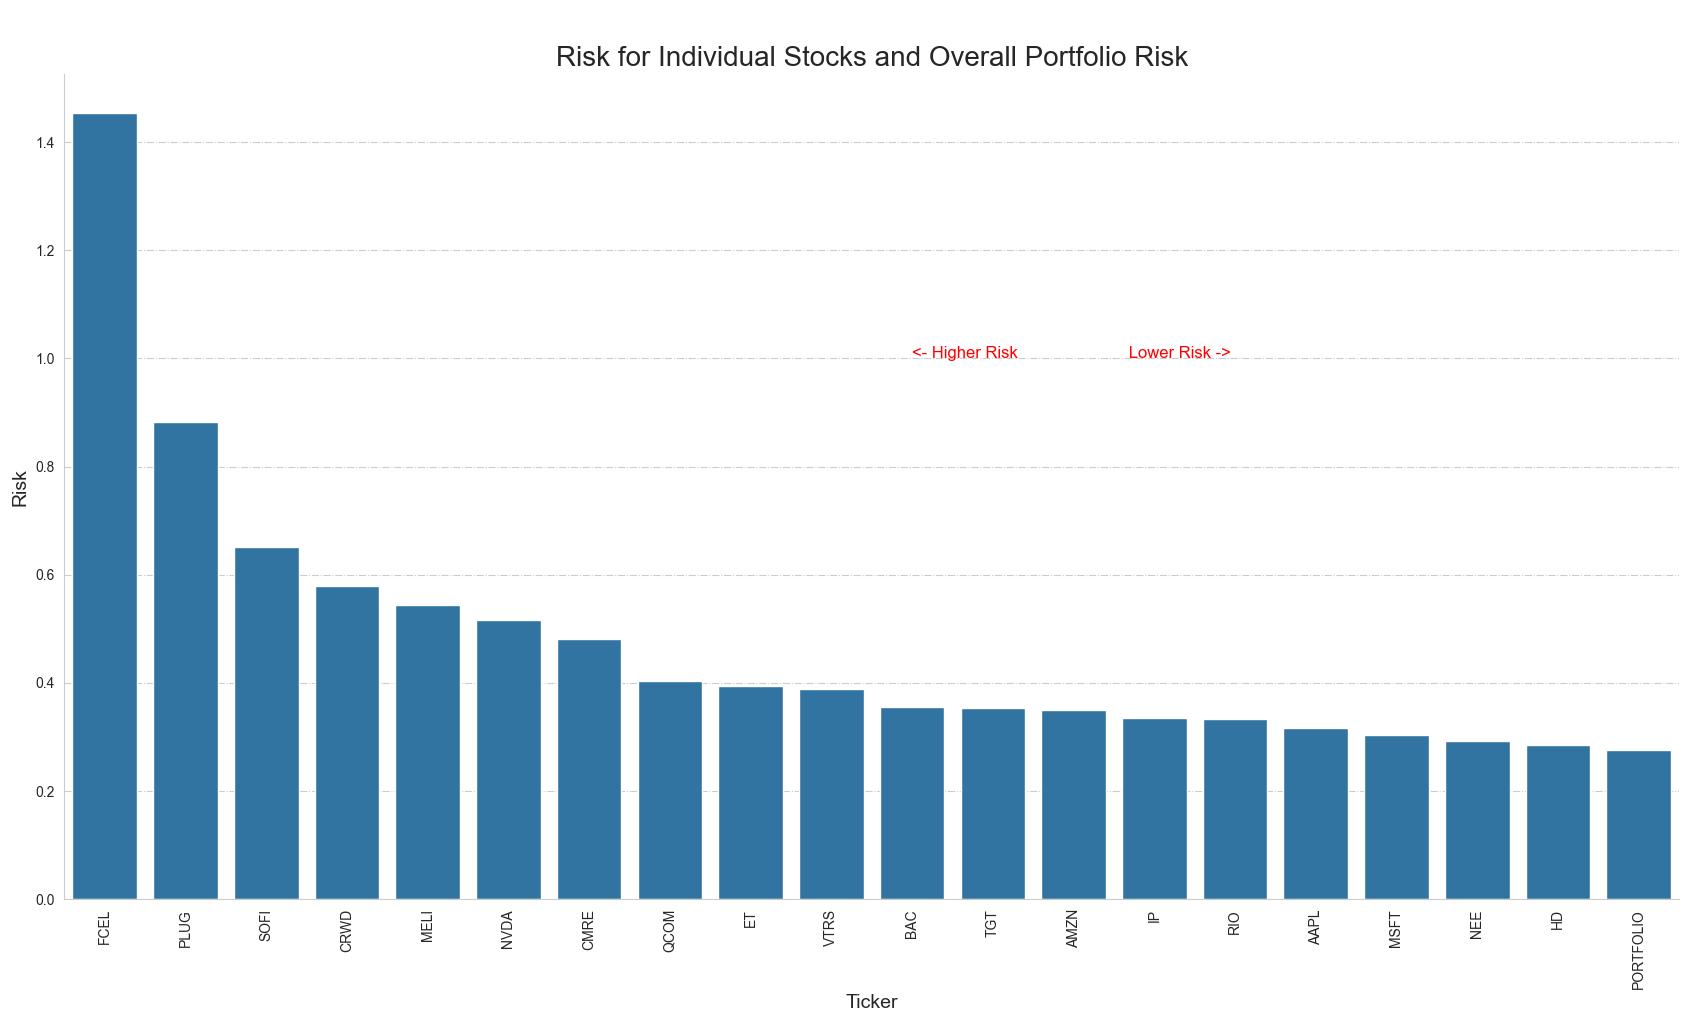 Risk for Individual Stocks and Overall Portfolio Risk
1.4
1.2
1.0
0.8
0.6
0.4
0.2
0.0
Risk
<- Higher Risk
Lower Risk ->
FCEL
PLUG
SOFI
CRWD
MELI
NVDA
CMRE
QCOM
ET
VTRS
BAC
TGT
AMZN
IP
RIO
AAPL
MSFT
NEE
HD
PORTFOLIO
Ticker